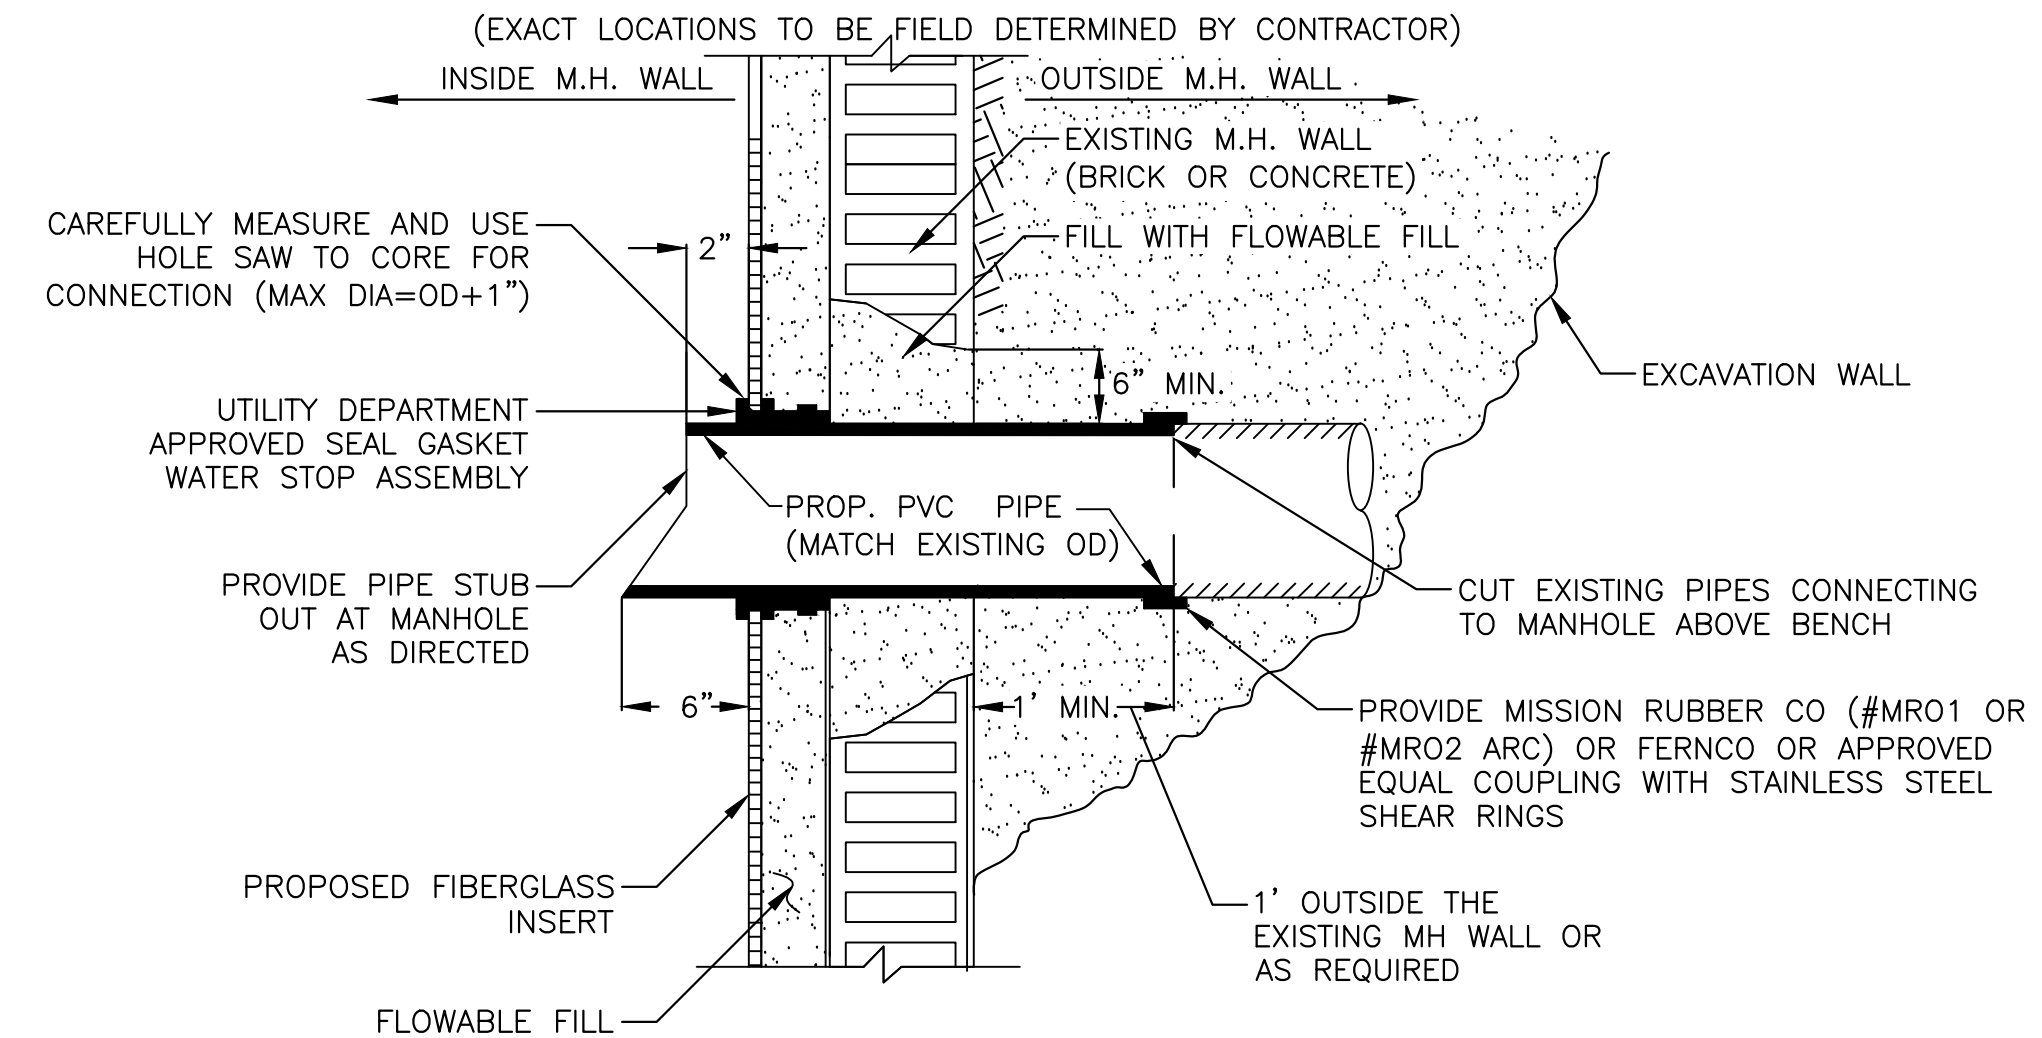 (EXACT LOCATIONS TO BE FIELD DETERMINED BY CONTRACTOR)
INSIDE M.H. WALL
OUTSIDE M.H. WALL
EXISTING M.H. WALL
(BRICK OR CONCRETE)
CAREFULLY MEASURE AND USE
HOLE SAW TO CORE FOR
CONNECTION (MAX DIA=OD+1")
2"
FILL WITH FLOWABLE FILL
EXCAVATION WALL
6" MIN.
UTILITY DEPARTMENT
APPROVED SEAL GASKET
WATER STOP ASSEMBLY
PROP. PVC PIPE
(MATCH EXISTING OD)
PROVIDE PIPE STUB
OUT AT MANHOLE
AS DIRECTED
CUT EXISTING PIPES CONNECTING
TO MANHOLE ABOVE BENCH
6"
1' MIN.
PROVIDE MISSION RUBBER CO (#MR01 OR
#MR02 ARC) OR FERNCO OR APPROVED
EQUAL COUPLING WITH STAINLESS STEEL
SHEAR RINGS
PROPOSED FIBERGLASS
INSERT
1' OUTSIDE THE
EXISTING MH WALL OR
AS REQUIRED
FLOWABLE FILL